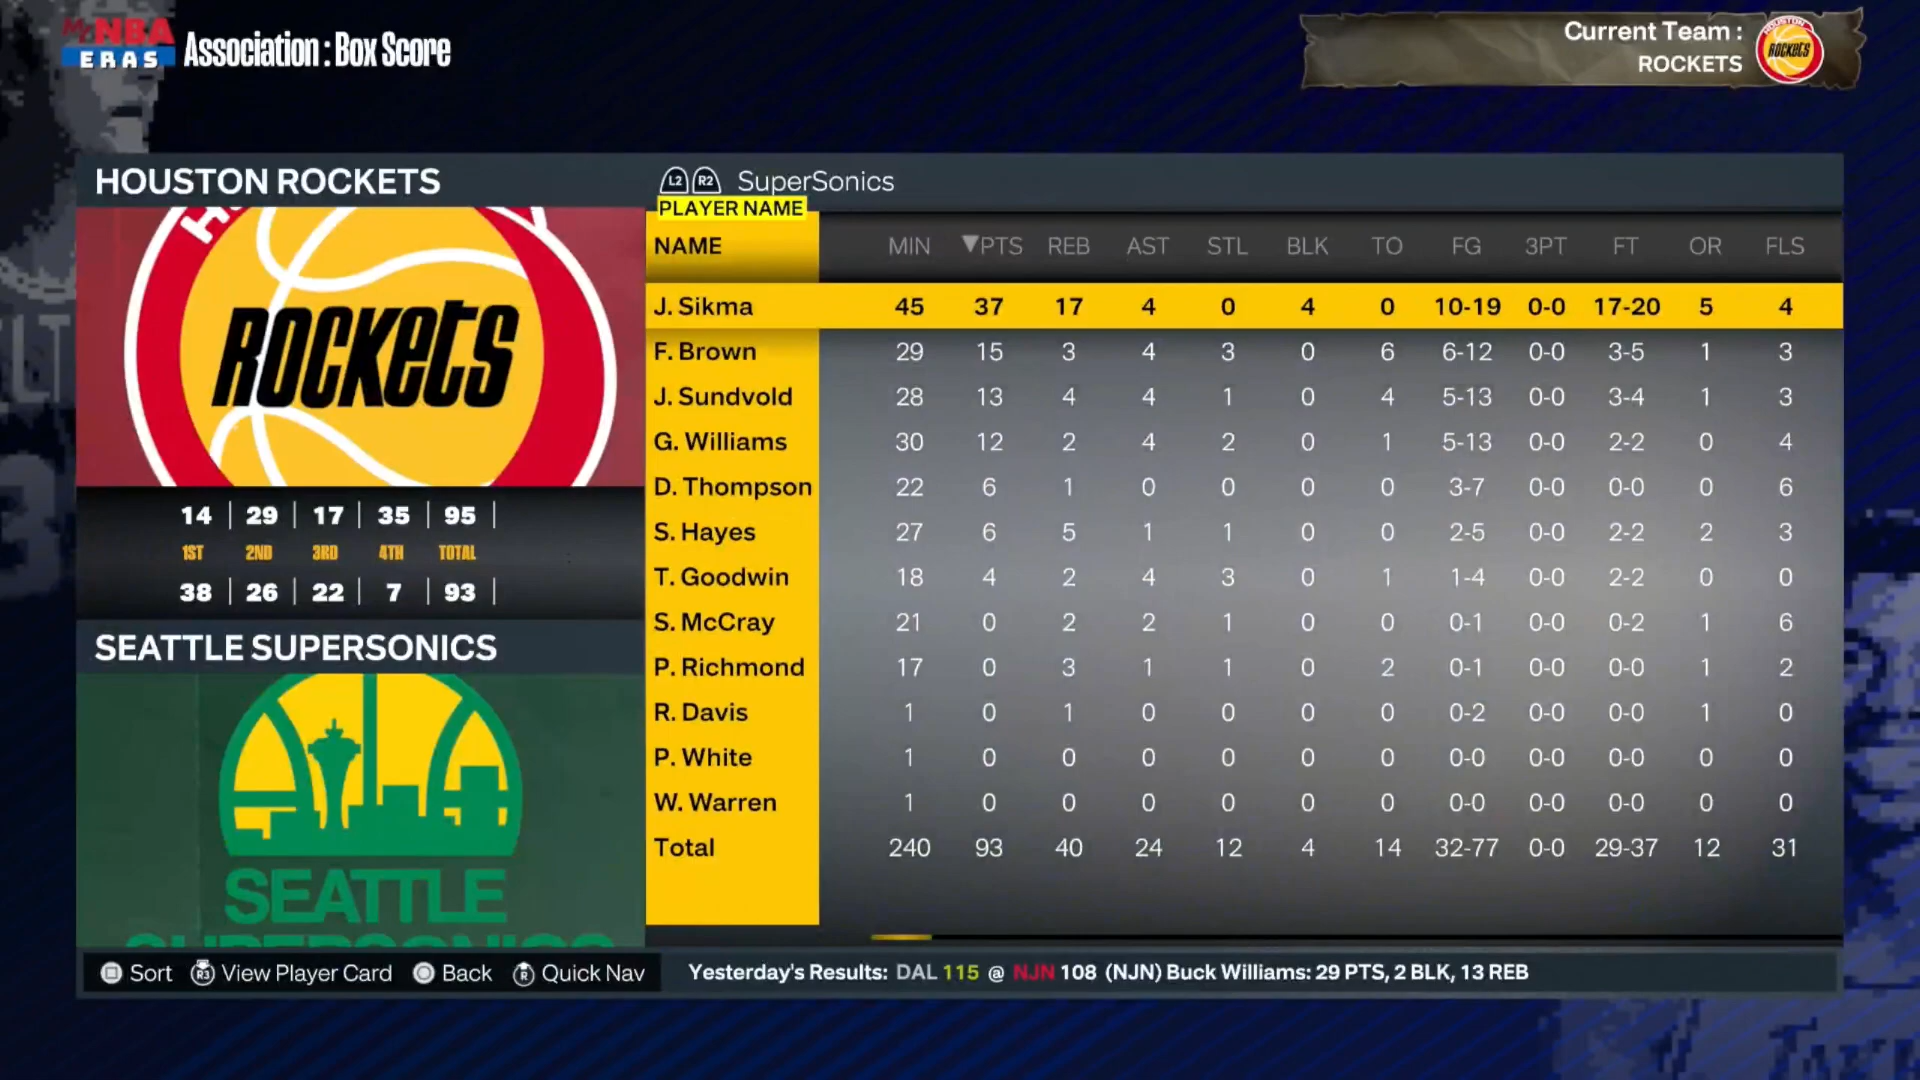 My NBA
ERAS
Association : Box Score
Current Team :
ROCKETS
ROCKETS
HOUSTON ROCKETS
ROCKETS
14 | 29 | 17 | 35 | 95 |
1ST 2ND 3RD 4TH TOTAL
38 | 26 | 22 | 7 | 93 |
SEATTLE SUPERSONICS
SEATTLE
SUPERSONICS
L2 R2 SuperSonics
PLAYER NAME
NAME MIN ▼PTS REB AST STL BLK TO FG 3PT FT OR FLS
J. Sikma 45 37 17 4 0 4 0 10-19 0-0 17-20 5 4
F. Brown 29 15 3 4 3 0 6 6-12 0-0 3-5 1 3
J. Sundvold 28 13 4 4 1 0 4 5-13 0-0 3-4 1 3
G. Williams 30 12 2 4 2 0 1 5-13 0-0 2-2 0 4
D. Thompson 22 6 1 0 0 0 0 3-7 0-0 0-0 0 6
S. Hayes 27 6 5 1 1 0 0 2-5 0-0 2-2 2 3
T. Goodwin 18 4 2 4 3 0 1 1-4 0-0 2-2 0 0
S. McCray 21 0 2 2 1 0 0 0-1 0-0 0-2 1 6
P. Richmond 17 0 3 1 1 0 2 0-1 0-0 0-0 1 2
R. Davis 1 0 1 0 0 0 0 0-2 0-0 0-0 1 0
P. White 1 0 0 0 0 0 0 0-0 0-0 0-0 0 0
W. Warren 1 0 0 0 0 0 0 0-0 0-0 0-0 0 0
Total 240 93 40 24 12 4 14 32-77 0-0 29-37 12 31
Sort R3 View Player Card Back R Quick Nav
Yesterday's Results: DAL 115 @ NJN 108 (NJN) Buck Williams: 29 PTS, 2 BLK, 13 REB